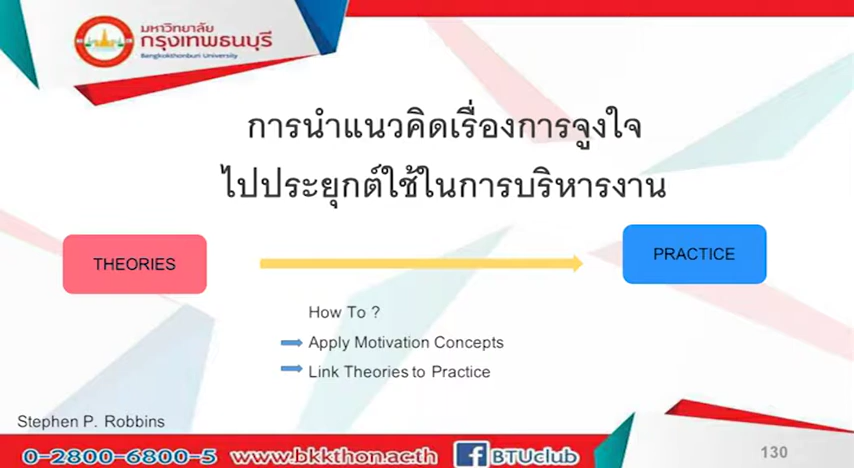 มหาวิทยาลัย
กรุงเทพธนบุรี
Bangkokthonburi University
การนำแนวคิดเรื่องการจูงใจ
ไปประยุกต์ใช้ในการบริหารงาน
THEORIES
PRACTICE
How To ?
Apply Motivation Concepts
Link Theories to Practice
Stephen P. Robbins
0-2800-6800-5 www.bkkthon.ac.th f BTUclub
130